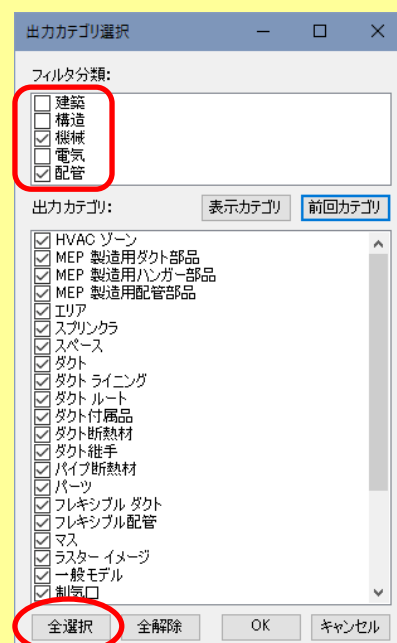 出力カテゴリ選択
フィルタ分類:
建築
構造
機械
電気
配管
出力カテゴリ: 表示カテゴリ 前回カテゴリ
HVAC ゾーン
MEP 製造用ダクト部品
MEP 製造用ハンガー部品
MEP 製造用配管部品
エリア
スプリンクラ
スペース
ダクト
ダクト ライニング
ダクト ルート
ダクト付属品
ダクト断熱材
ダクト継手
パイプ断熱材
パーツ
フレキシブル ダクト
フレキシブル配管
マス
ラスター イメージ
一般モデル
制気口
全選択 全解除 OK キャンセル